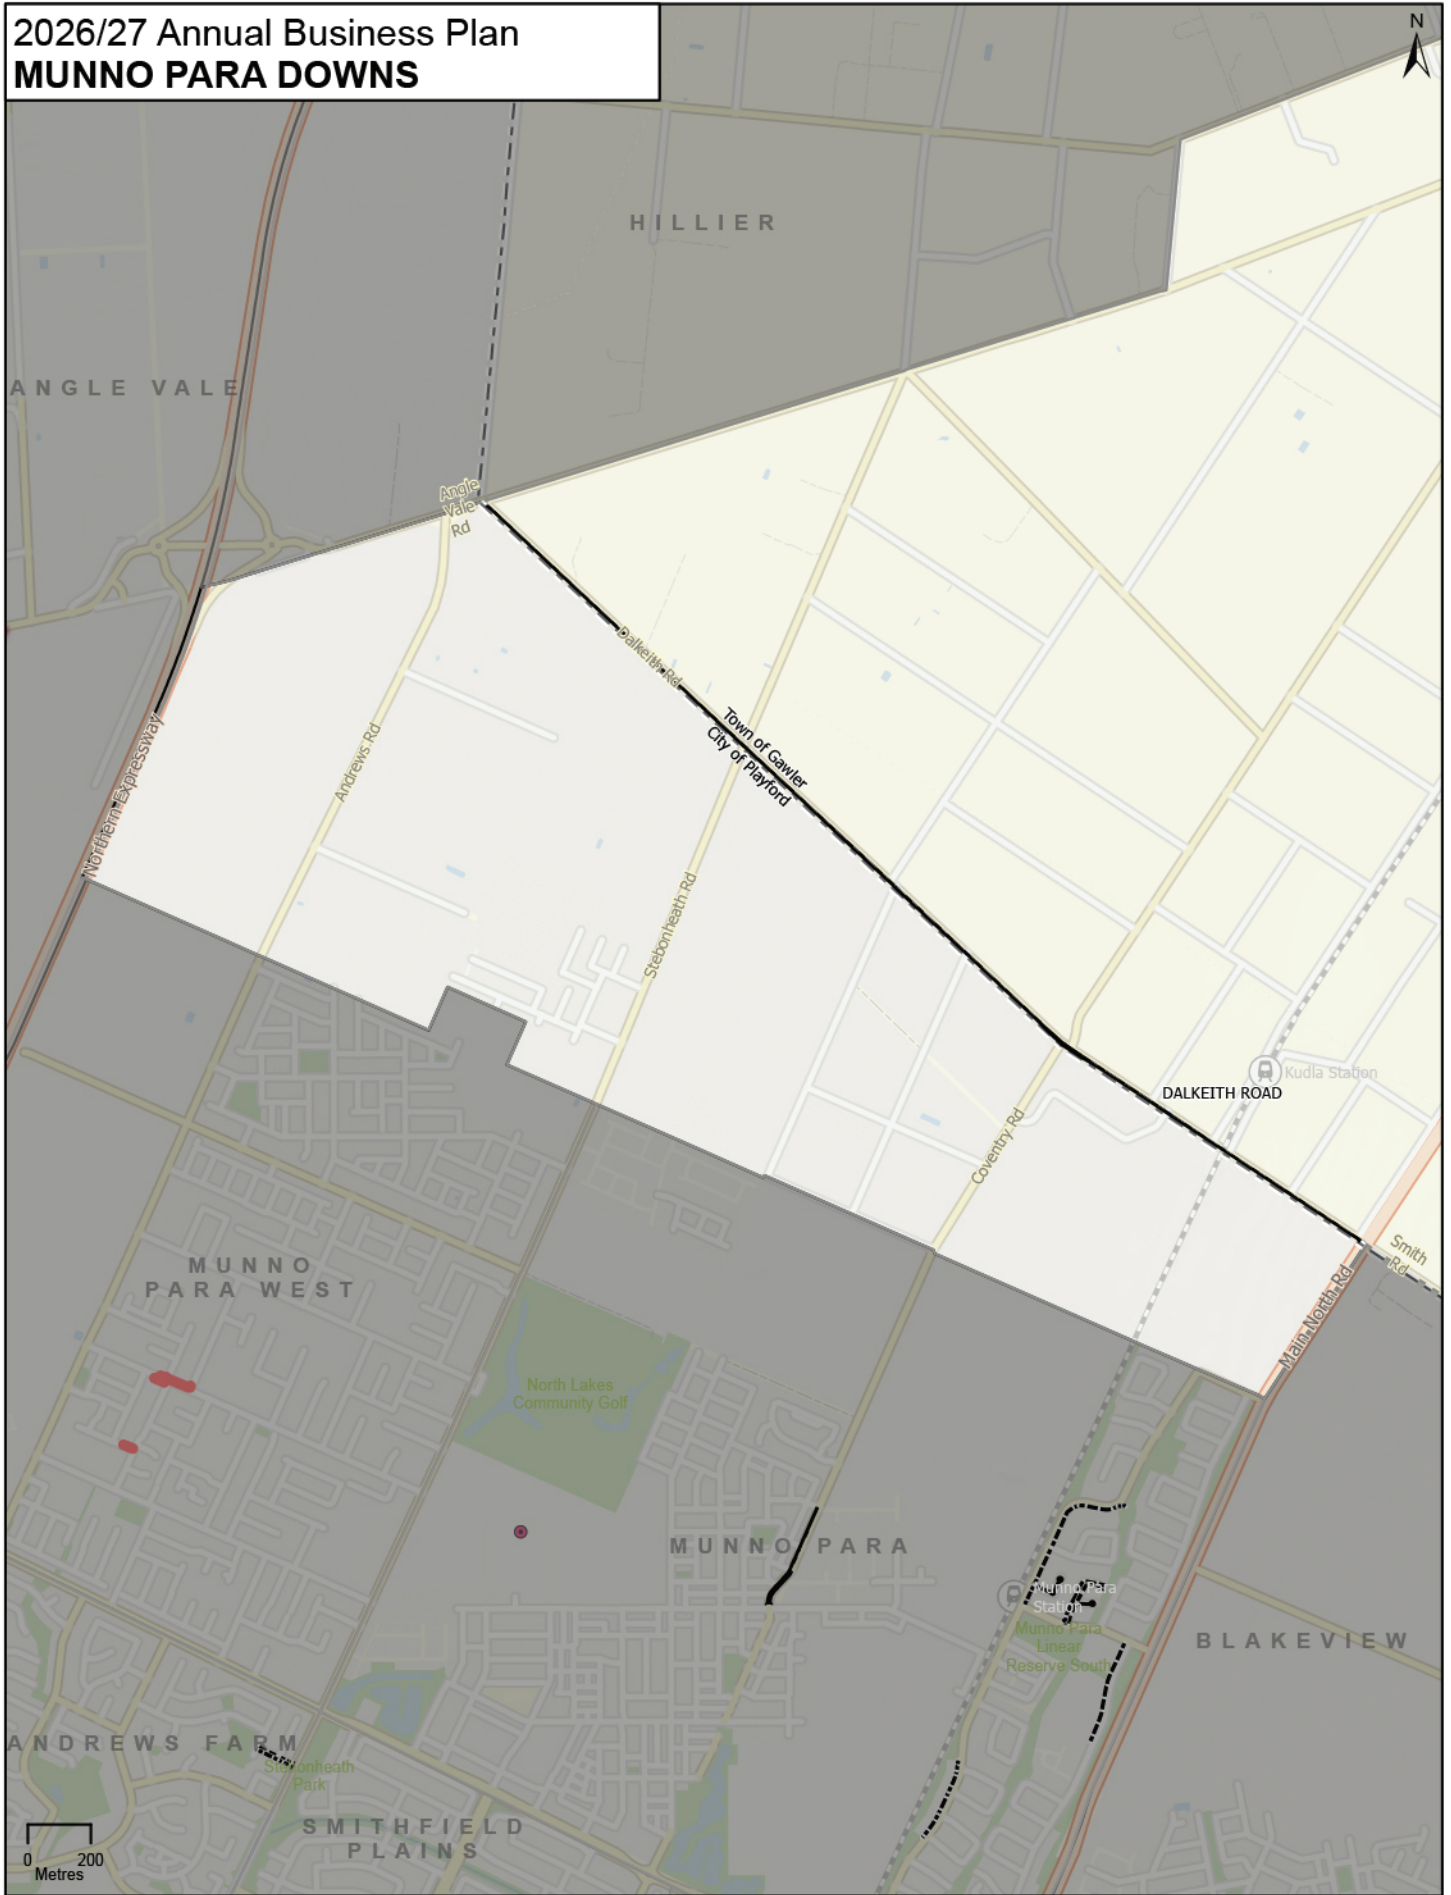 2026/27 Annual Business Plan
MUNNO PARA DOWNS
N
HILLIER
ANGLE VALE
Angle
Vale
Rd
Dalkeith Rd
Town of Gawler
City of Playford
Andrews Rd
Northern Expressway
Stebonheath Rd
Kudla Station
DALKEITH ROAD
Coventry Rd
Smith
Rd
Main North Rd
MUNNO
PARA WEST
North Lakes
Community Golf
MUNNO PARA
Munno Para
Station
Munno Para
Linear
Reserve South
BLAKEVIEW
ANDREWS FARM
Stebonheath
Park
SMITHFIELD
PLAINS
0 200
Metres